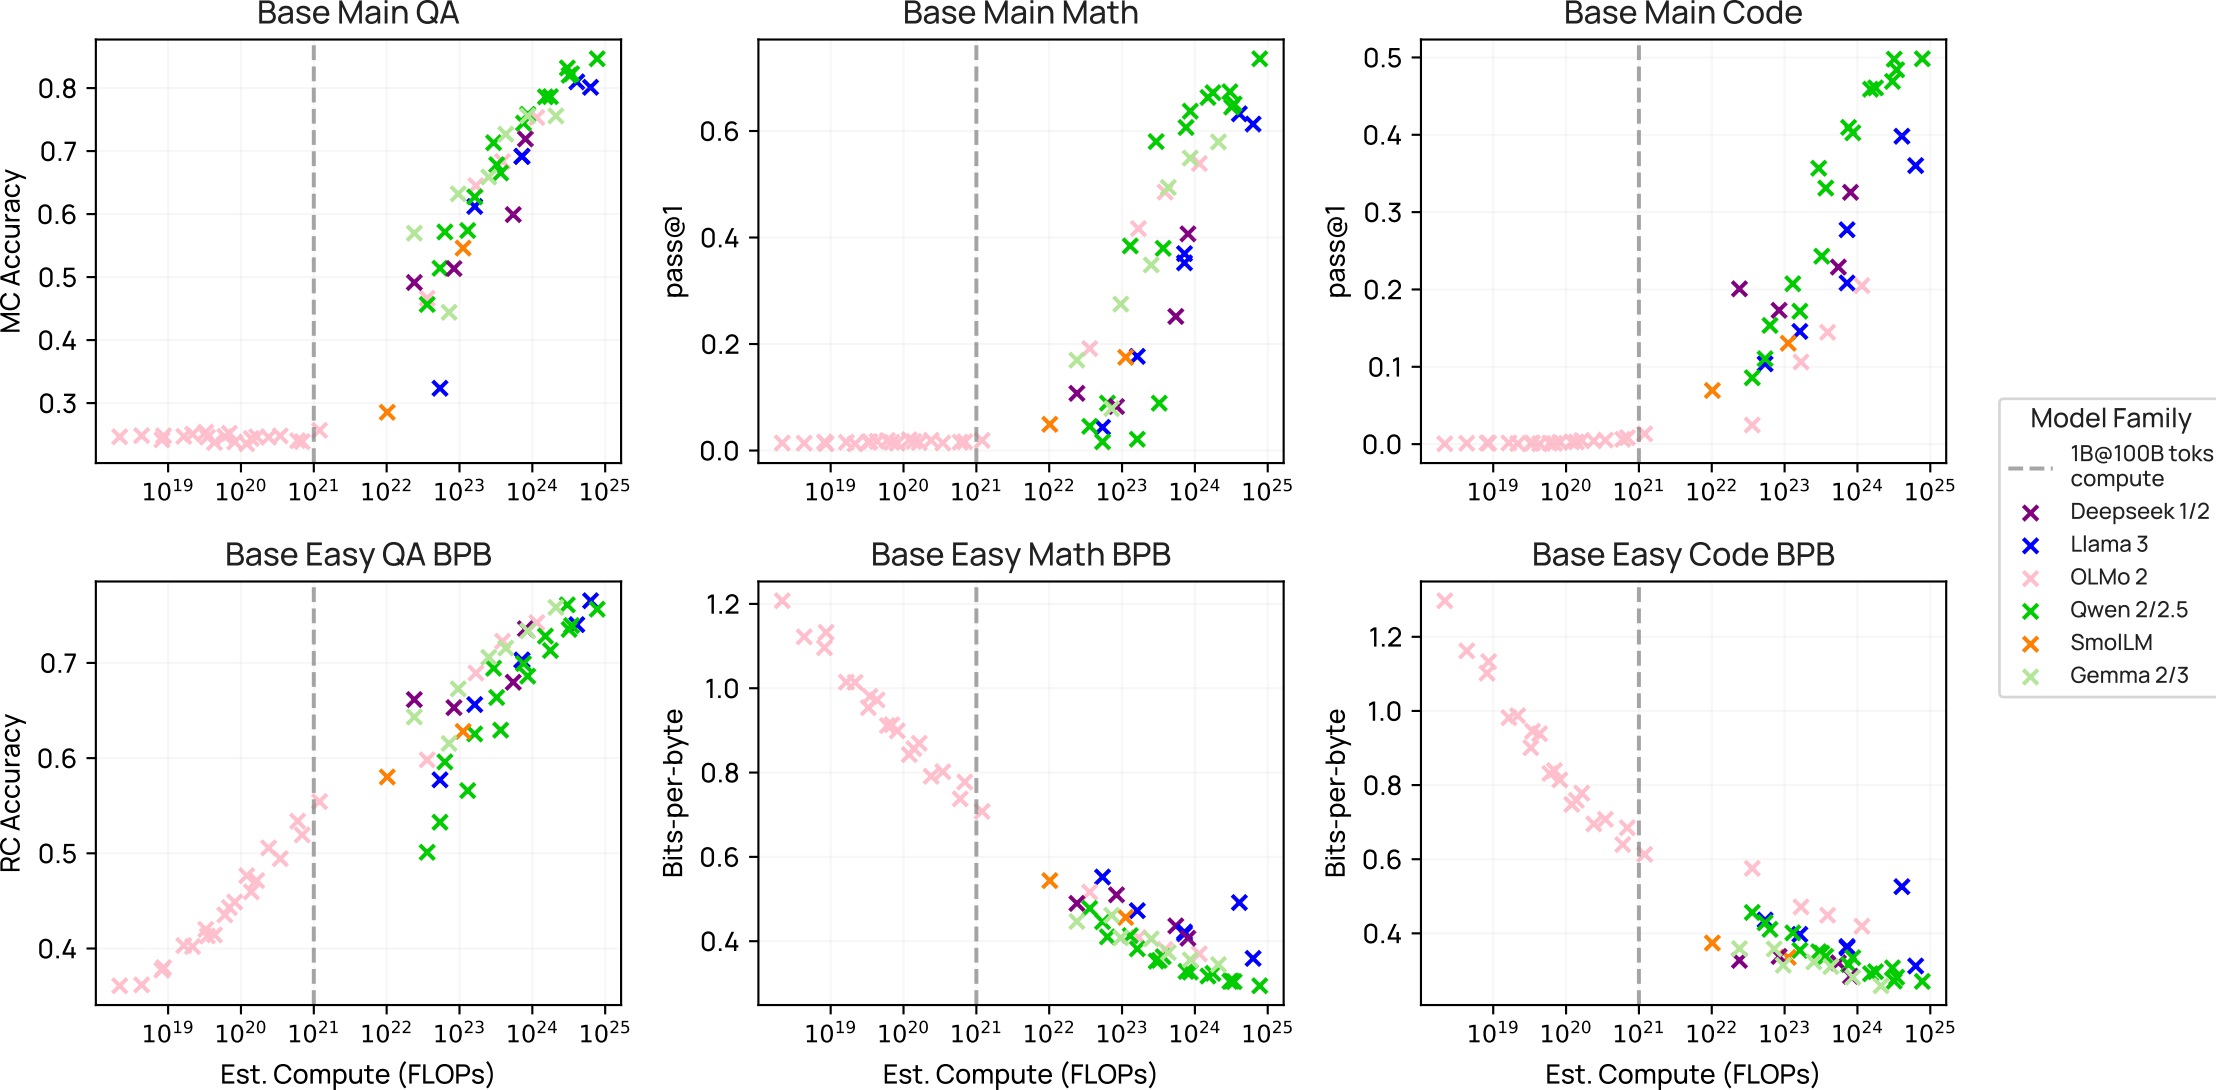 Base Main QA
Base Main Math
Base Main Code
MC Accuracy
0.8
0.7
0.6
0.5
0.4
0.3
10^19 10^20 10^21 10^22 10^23 10^24 10^25
pass@1
0.6
0.4
0.2
0.0
10^19 10^20 10^21 10^22 10^23 10^24 10^25
pass@1
0.5
0.4
0.3
0.2
0.1
0.0
10^19 10^20 10^21 10^22 10^23 10^24 10^25
Base Easy QA BPB
Base Easy Math BPB
Base Easy Code BPB
RC Accuracy
0.7
0.6
0.5
0.4
10^19 10^20 10^21 10^22 10^23 10^24 10^25
Est. Compute (FLOPs)
Bits-per-byte
1.2
1.0
0.8
0.6
0.4
10^19 10^20 10^21 10^22 10^23 10^24 10^25
Est. Compute (FLOPs)
Bits-per-byte
1.2
1.0
0.8
0.6
0.4
10^19 10^20 10^21 10^22 10^23 10^24 10^25
Est. Compute (FLOPs)
Model Family
1B@100B toks
compute
Deepseek 1/2
Llama 3
OLMo 2
Qwen 2/2.5
SmolLM
Gemma 2/3